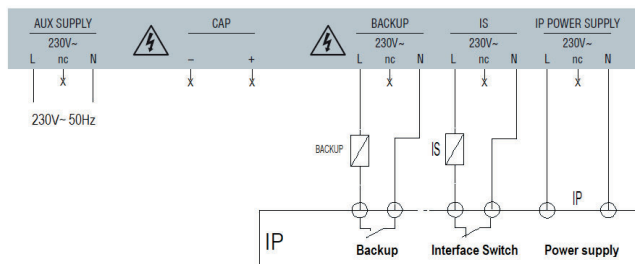 AUX SUPPLY CAP BACKUP IS IP POWER SUPPLY
230V~ 230V~ 230V~ 230V~
L nc N − + L nc N L nc N L nc N
X X X X X X
230V~ 50Hz
BACKUP IS
IP
IP Backup Interface Switch Power supply